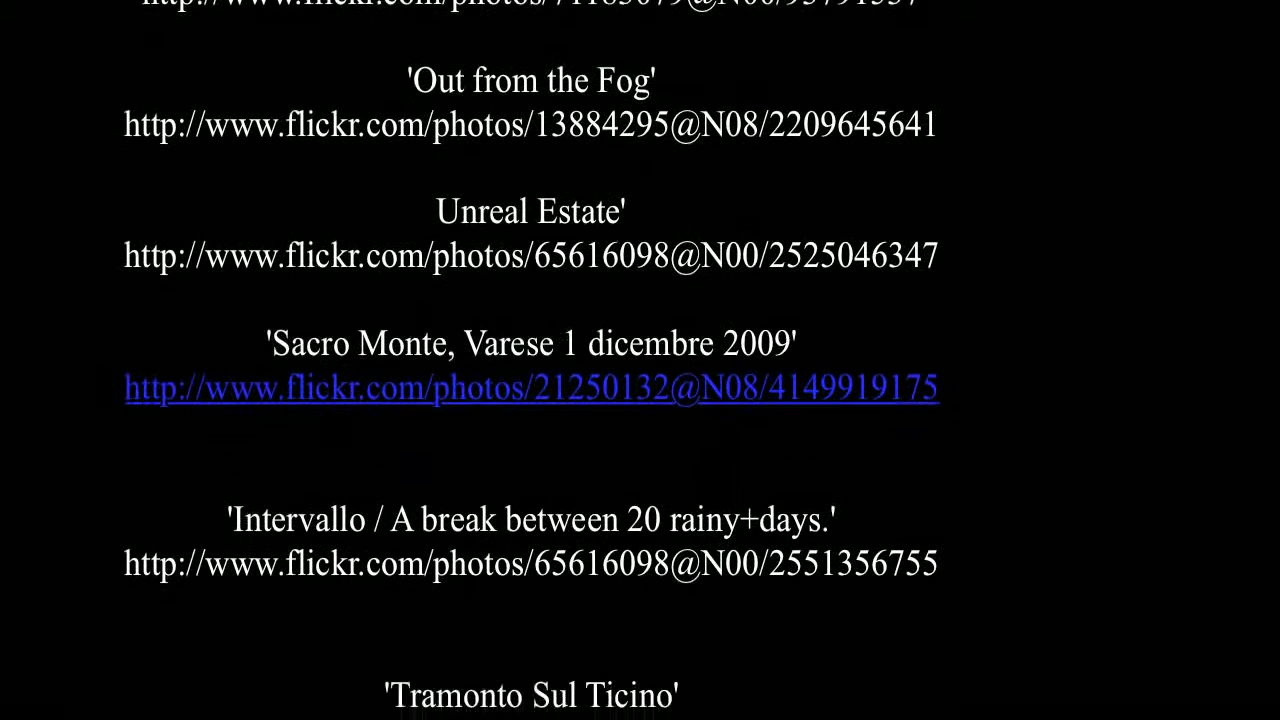 'Out from the Fog'
http://www.flickr.com/photos/13884295@N08/2209645641
Unreal Estate'
http://www.flickr.com/photos/65616098@N00/2525046347
'Sacro Monte, Varese 1 dicembre 2009'
http://www.flickr.com/photos/21250132@N08/4149919175
'Intervallo / A break between 20 rainy+days.'
http://www.flickr.com/photos/65616098@N00/2551356755
'Tramonto Sul Ticino'